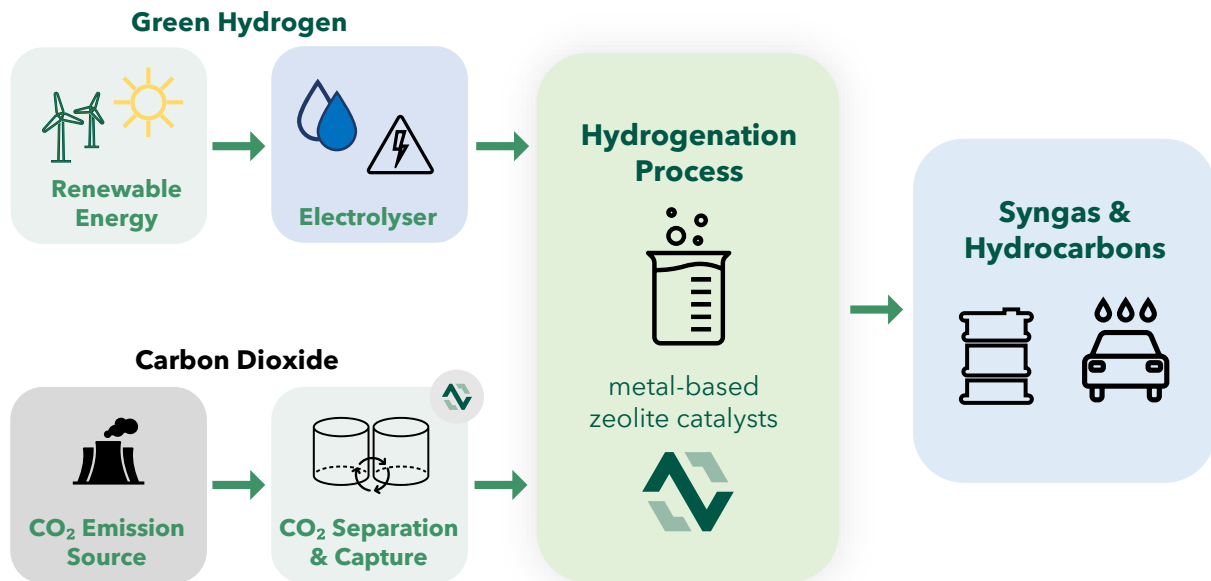 Green Hydrogen
Renewable
Energy
Electrolyser
Carbon Dioxide
CO₂ Emission
Source
CO₂ Separation
& Capture
Hydrogenation
Process
metal-based
zeolite catalysts
Syngas &
Hydrocarbons